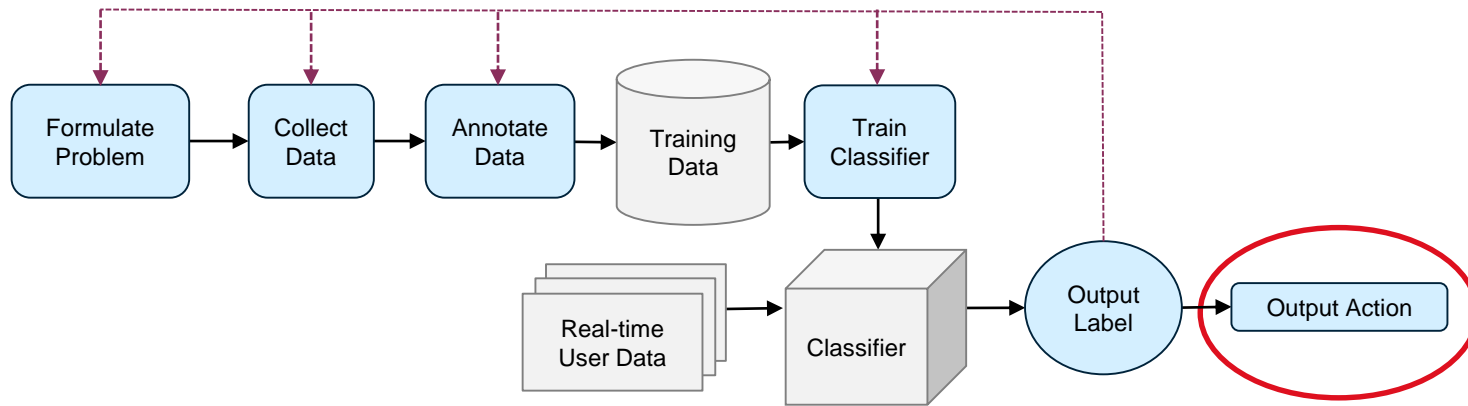 Formulate
Problem
Collect
Data
Annotate
Data
Training
Data
Train
Classifier
Real-time
User Data
Classifier
Output
Label
Output Action